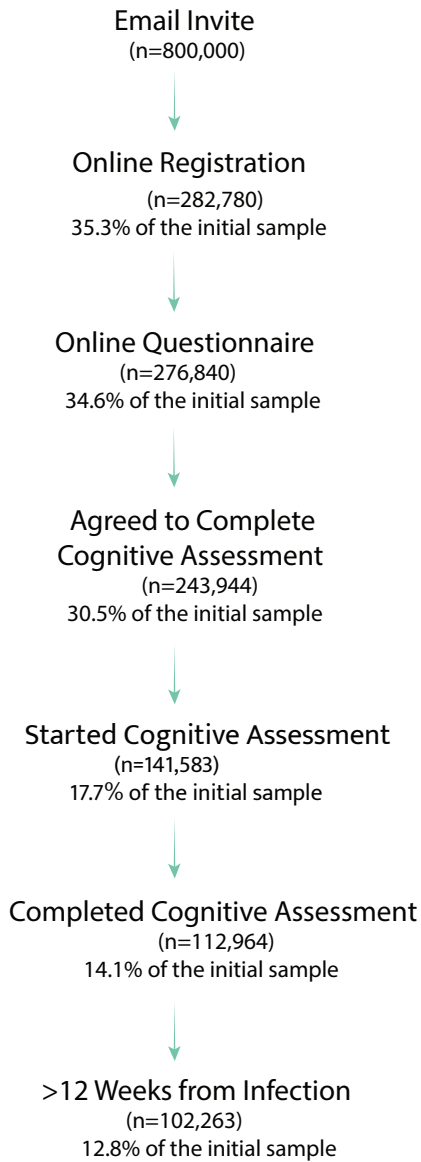 Email Invite
(n=800,000)
Online Registration
(n=282,780)
35.3% of the initial sample
Online Questionnaire
(n=276,840)
34.6% of the initial sample
Agreed to Complete
Cognitive Assessment
(n=243,944)
30.5% of the initial sample
Started Cognitive Assessment
(n=141,583)
17.7% of the initial sample
Completed Cognitive Assessment
(n=112,964)
14.1% of the initial sample
>12 Weeks from Infection
(n=102,263)
12.8% of the initial sample